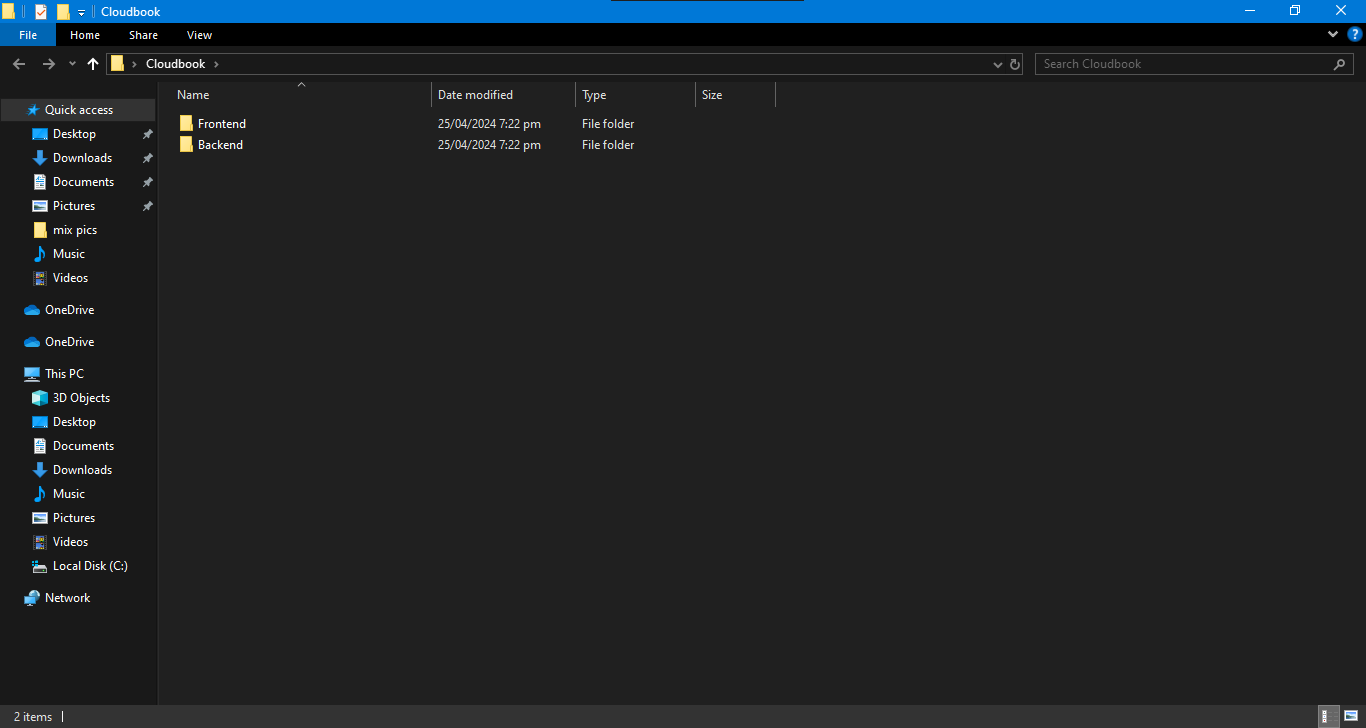 Cloudbook
File Home Share View
Cloudbook
Search Cloudbook
Name Date modified Type Size
Quick access
Desktop
Downloads
Documents
Pictures
mix pics
Music
Videos
OneDrive
OneDrive
This PC
3D Objects
Desktop
Documents
Downloads
Music
Pictures
Videos
Local Disk (C:)
Network
Frontend 25/04/2024 7:22 pm File folder
Backend 25/04/2024 7:22 pm File folder
2 items